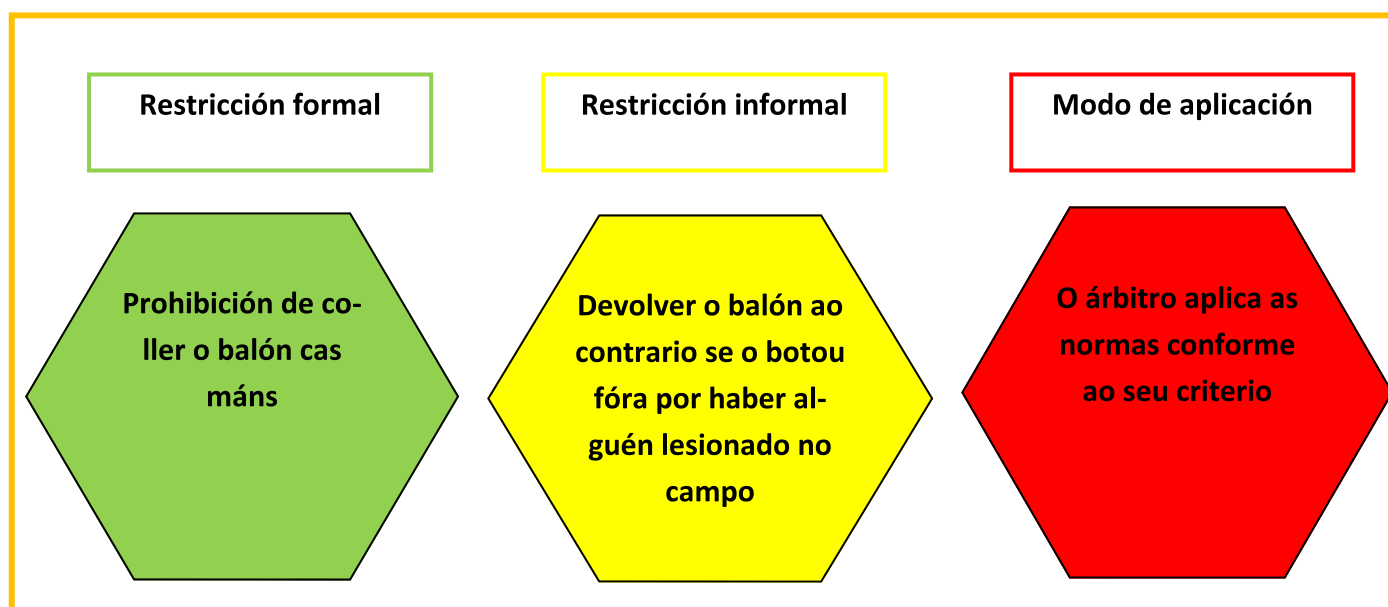 Restricción formal
Restricción informal
Modo de aplicación
Prohibición de co-
ller o balón cas
máns
Devolver o balón ao
contrario se o botou
fóra por haber al-
guén lesionado no
campo
O árbitro aplica as
normas conforme
ao seu criterio